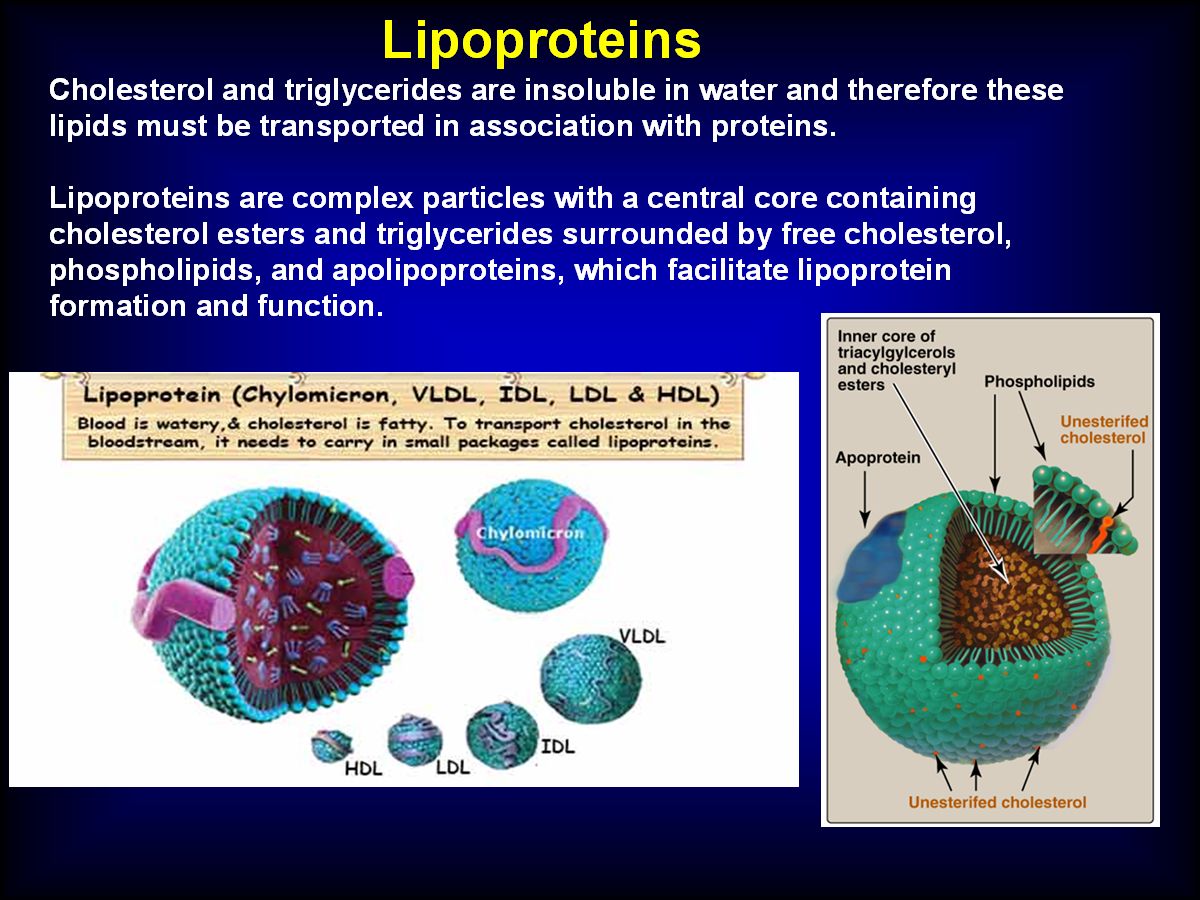 Lipoproteins
Cholesterol and triglycerides are insoluble in water and therefore these
lipids must be transported in association with proteins.
Lipoproteins are complex particles with a central core containing
cholesterol esters and triglycerides surrounded by free cholesterol,
phospholipids, and apolipoproteins, which facilitate lipoprotein
formation and function.
Lipoprotein (Chylomicron, VLDL, IDL, LDL & HDL)
Blood is watery,& cholesterol is fatty. To transport cholesterol in the
bloodstream, it needs to carry in small packages called lipoproteins.
Chylomicron
VLDL
IDL
LDL
HDL
Inner core of
triacylgylcerols
and cholesteryl
esters
Phospholipids
Unesterifed
cholesterol
Apoprotein
Unesterifed cholesterol